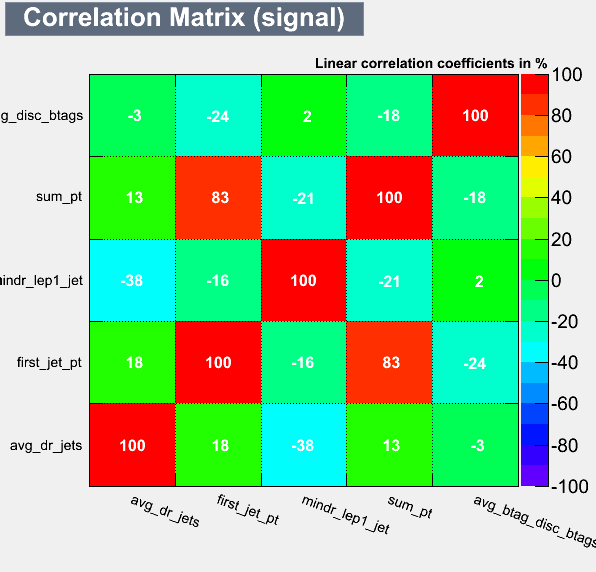 Correlation Matrix (signal)
Linear correlation coefficients in %
g_disc_btags -3 -24 2 -18 100
sum_pt 13 83 -21 100 -18
mindr_lep1_jet -38 -16 100 -21 2
first_jet_pt 18 100 -16 83 -24
avg_dr_jets 100 18 -38 13 -3
avg_dr_jets first_jet_pt mindr_lep1_jet sum_pt avg_btag_disc_btags
100
80
60
40
20
0
-20
-40
-60
-80
-100